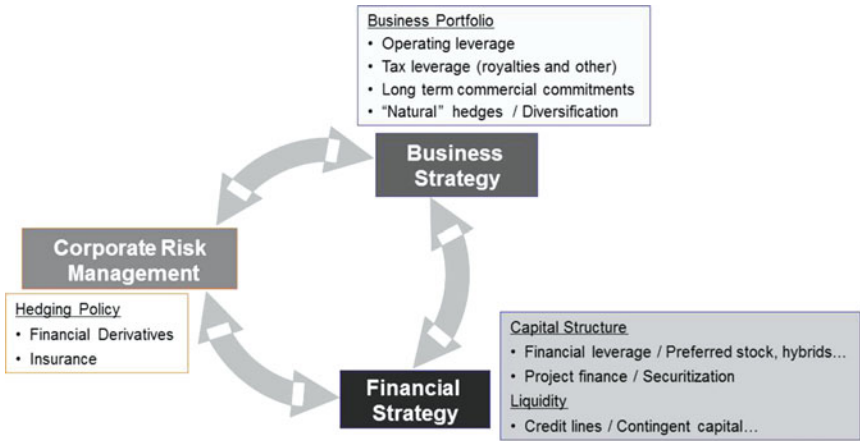 Business Portfolio
• Operating leverage
• Tax leverage (royalties and other)
• Long term commercial commitments
• “Natural” hedges / Diversification
Business
Strategy
Corporate Risk
Management
Hedging Policy
• Financial Derivatives
• Insurance
Financial
Strategy
Capital Structure
• Financial leverage / Preferred stock, hybrids…
• Project finance / Securitization
Liquidity
• Credit lines / Contingent capital…